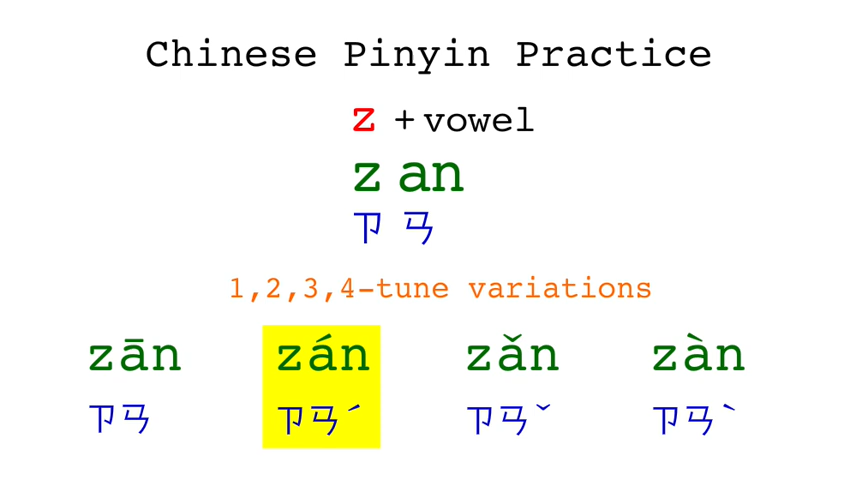 Chinese Pinyin Practice
z + vowel
z an
ㄗ ㄢ
1,2,3,4-tune variations
zān zán zǎn zàn
ㄗㄢ ㄗㄢˊ ㄗㄢˇ ㄗㄢˋ